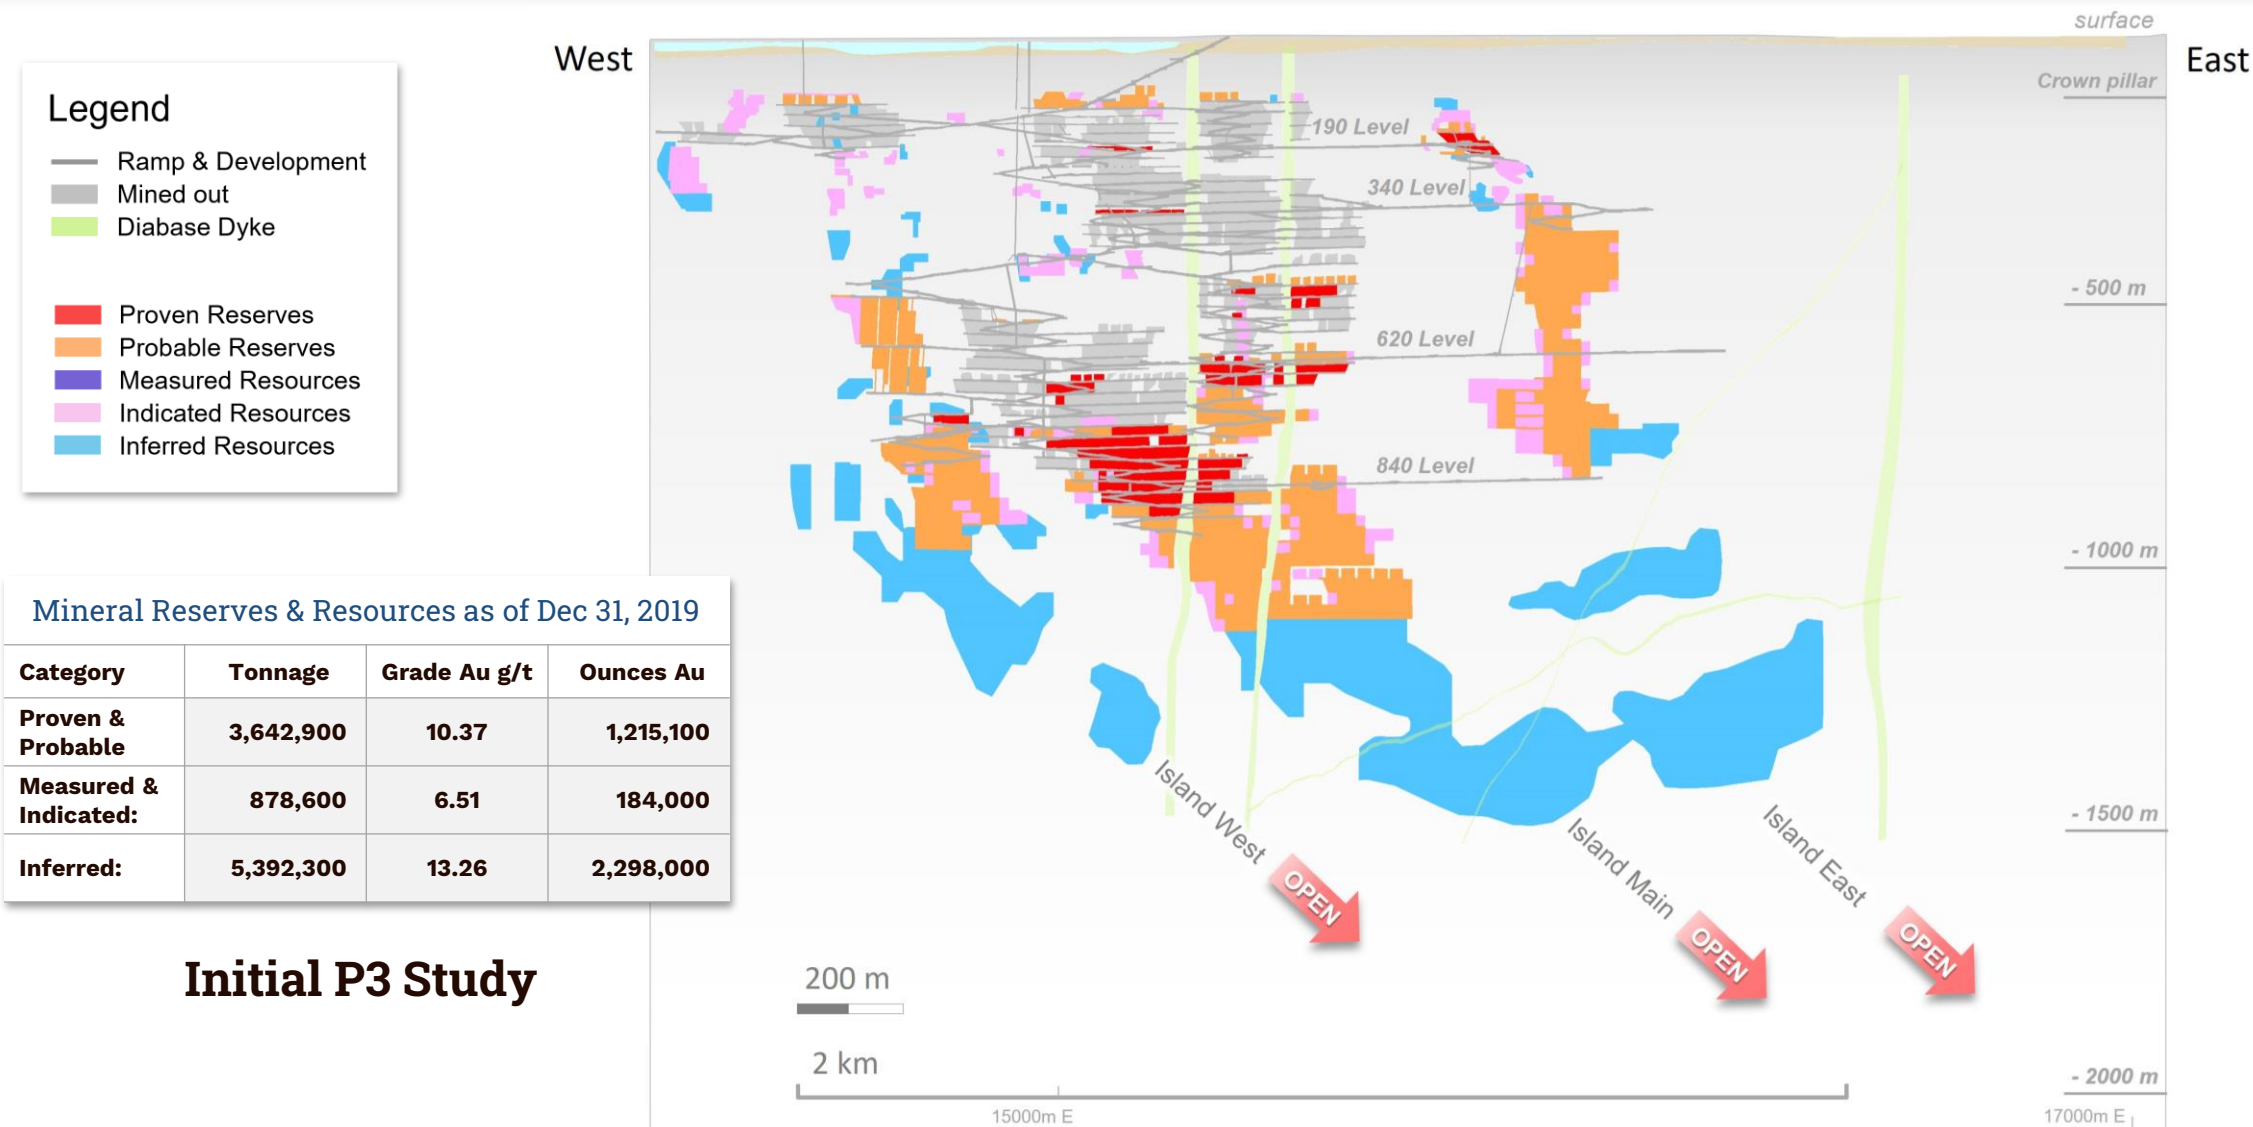 surface
West
East
Crown pillar
Legend
Ramp & Development
Mined out
Diabase Dyke
Proven Reserves
Probable Reserves
Measured Resources
Indicated Resources
Inferred Resources
190 Level
340 Level
- 500 m
620 Level
840 Level
- 1000 m
- 1500 m
- 2000 m
Mineral Reserves & Resources as of Dec 31, 2019
Category Tonnage Grade Au g/t Ounces Au
Proven &
Probable 3,642,900 10.37 1,215,100
Measured &
Indicated: 878,600 6.51 184,000
Inferred: 5,392,300 13.26 2,298,000
Initial P3 Study
Island West
OPEN
Island Main
OPEN
Island East
OPEN
200 m
2 km
15000m E
17000m E